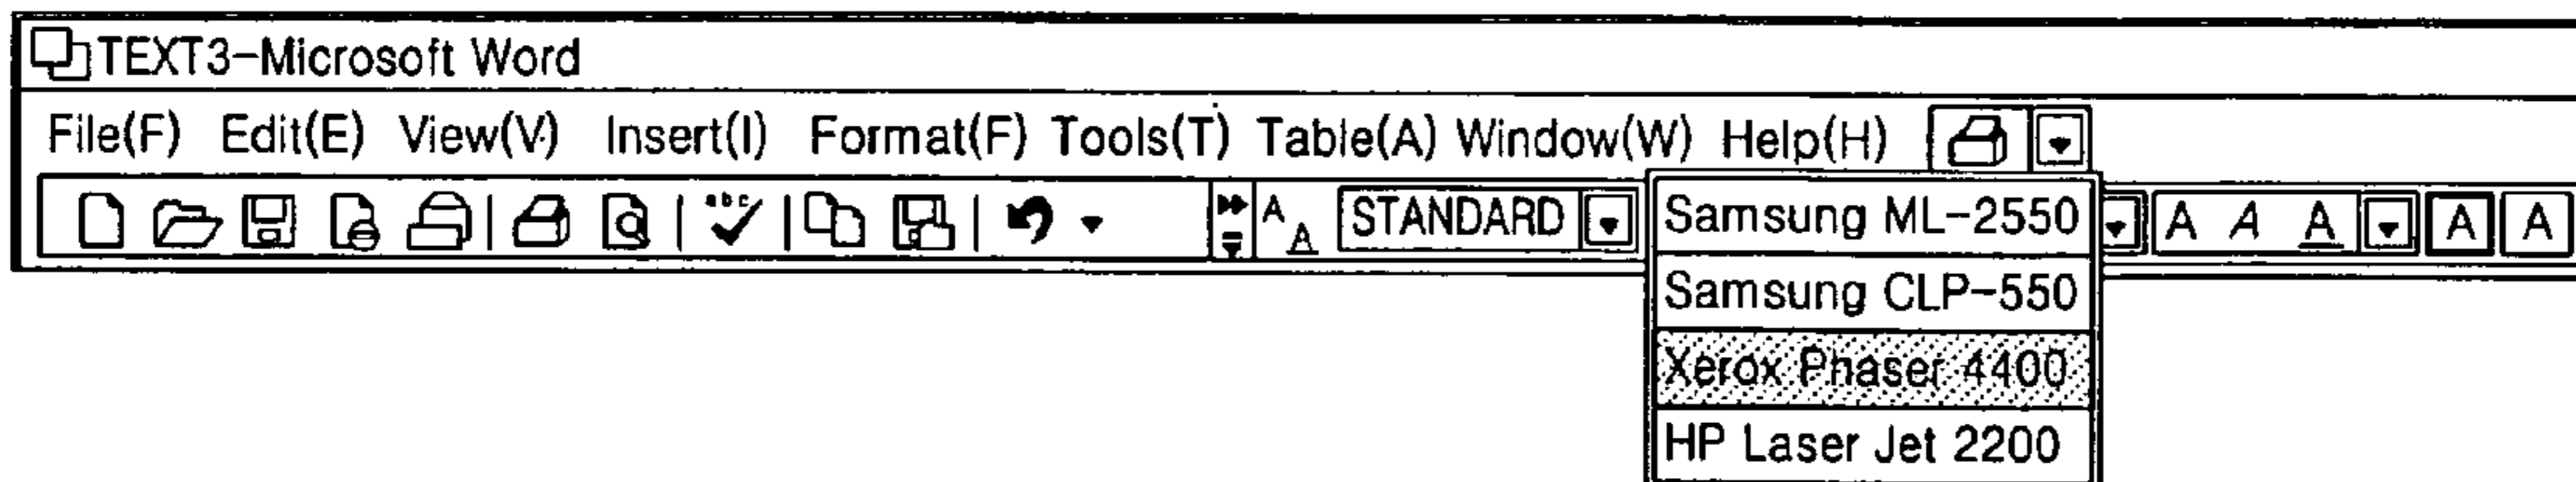 TEXT3-Microsoft Word
File(F) Edit(E) View(V) Insert(I) Format(F) Tools(T) Table(A) Window(W) Help(H)
abc A A STANDARD A A A A A
Samsung ML-2550
Samsung CLP-550
Xerox Phaser 4400
HP Laser Jet 2200